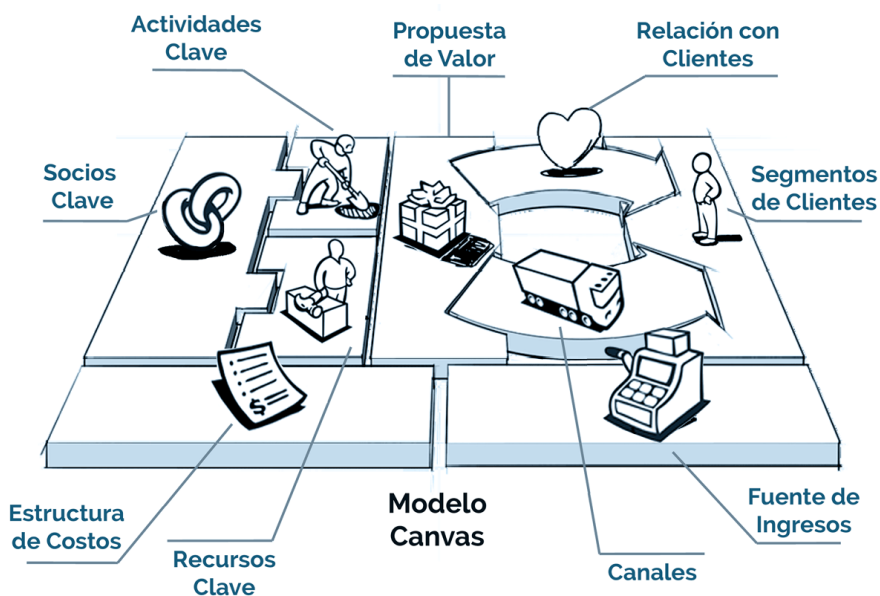 Actividades
Clave
Propuesta
de Valor
Relación con
Clientes
Socios
Clave
Segmentos
de Clientes
$
Estructura
de Costos
Recursos
Clave
Modelo
Canvas
Canales
Fuente de
Ingresos